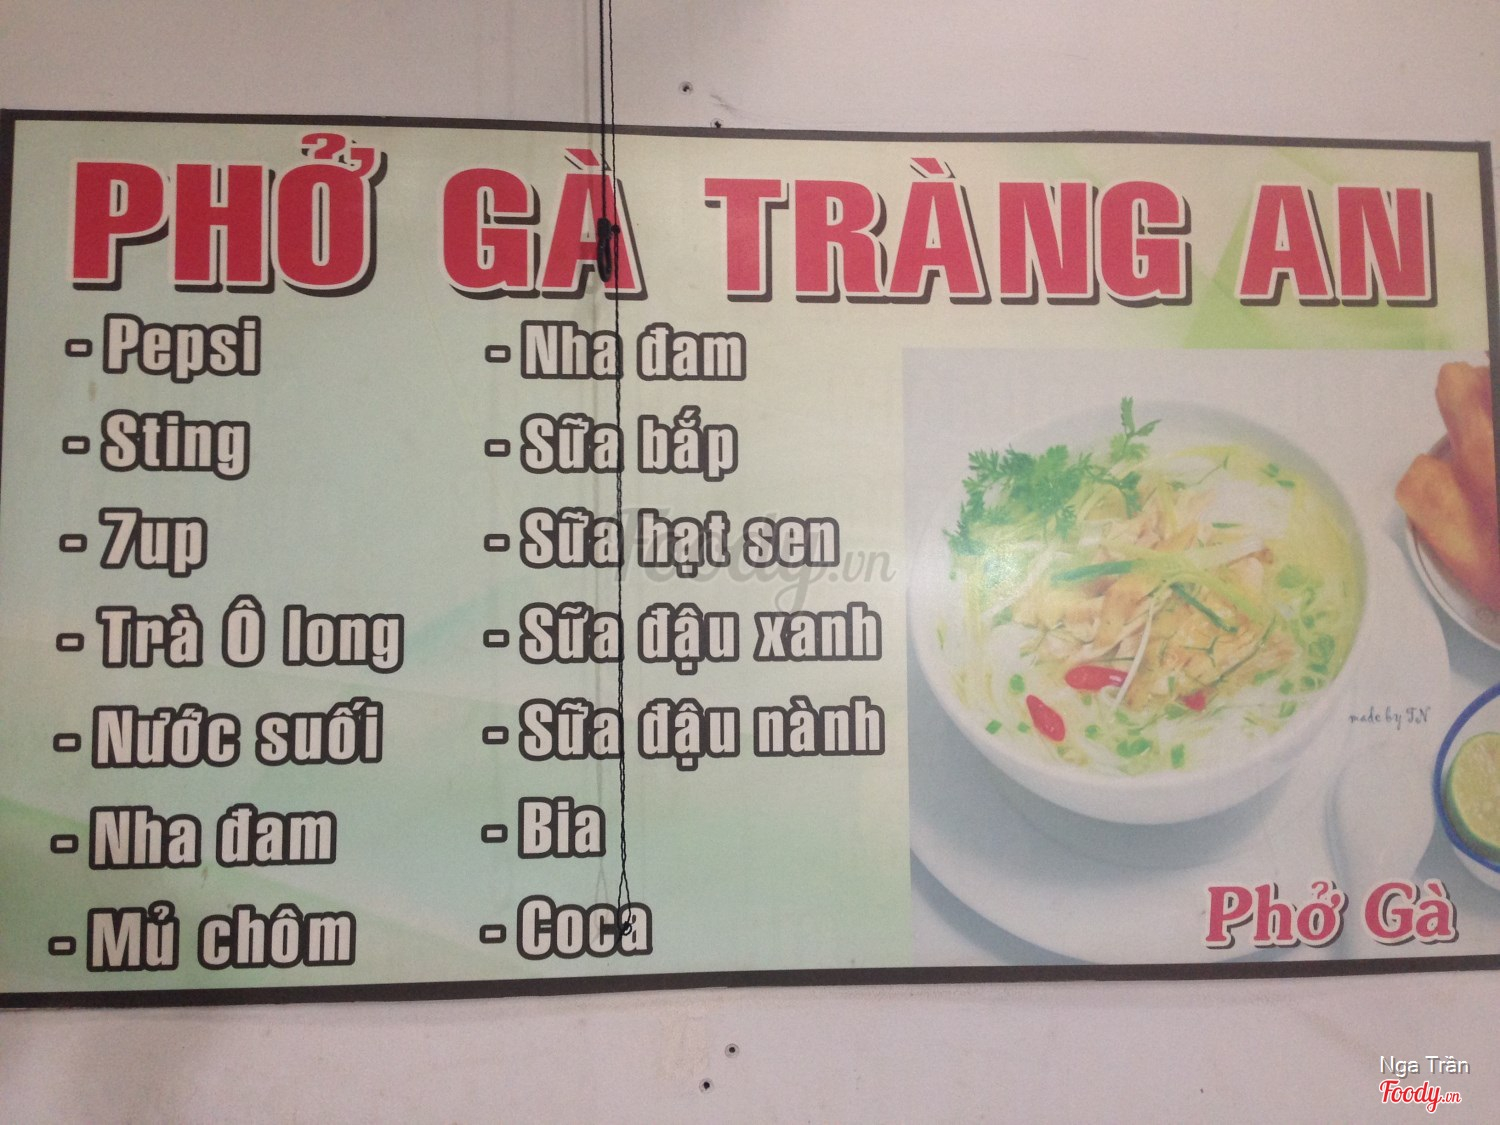 PHỞ GÀ TRÀNG AN
- Pepsi
- Sting
- 7up
- Trà Ô long
- Nước suối
- Nha đam
- Mủ chôm
- Nha đam
- Sữa bắp
- Sữa hạt sen
- Sữa đậu xanh
- Sữa đậu nành
- Bia
- Coca
made by TN
Phở Gà
Foody.vn
Nga Trần
Foody.vn